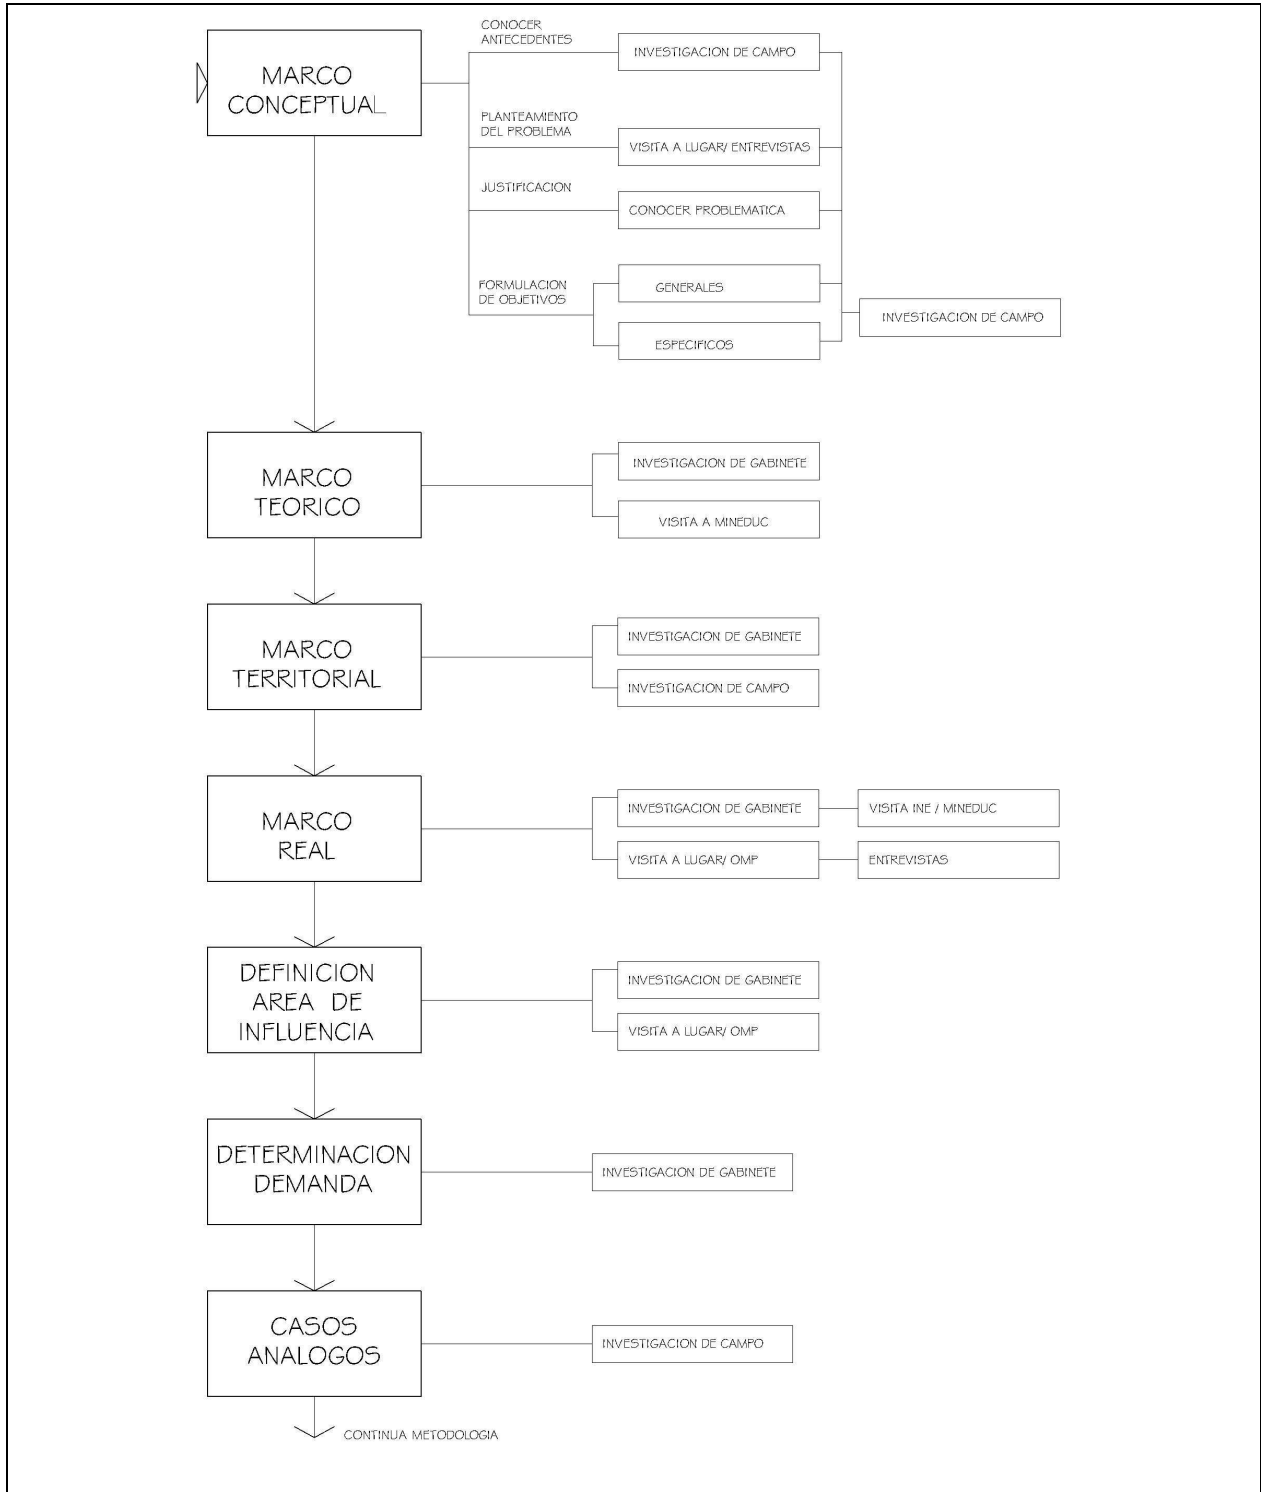 MARCO
CONCEPTUAL
CONOCER
ANTECEDENTES
INVESTIGACION DE CAMPO
PLANTEAMIENTO
DEL PROBLEMA
VISITA A LUGAR/ ENTREVISTAS
JUSTIFICACION
CONOCER PROBLEMATICA
FORMULACION
DE OBJETIVOS
GENERALES
ESPECIFICOS
INVESTIGACION DE CAMPO
MARCO
TEORICO
INVESTIGACION DE GABINETE
VISITA A MINEDUC
MARCO
TERRITORIAL
INVESTIGACION DE GABINETE
INVESTIGACION DE CAMPO
MARCO
REAL
INVESTIGACION DE GABINETE
VISITA INE / MINEDUC
VISITA A LUGAR/ OMP
ENTREVISTAS
DEFINICION
AREA DE
INFLUENCIA
INVESTIGACION DE GABINETE
VISITA A LUGAR/ OMP
DETERMINACION
DEMANDA
INVESTIGACION DE GABINETE
CASOS
ANALOGOS
INVESTIGACION DE CAMPO
CONTINUA METODOLOGIA